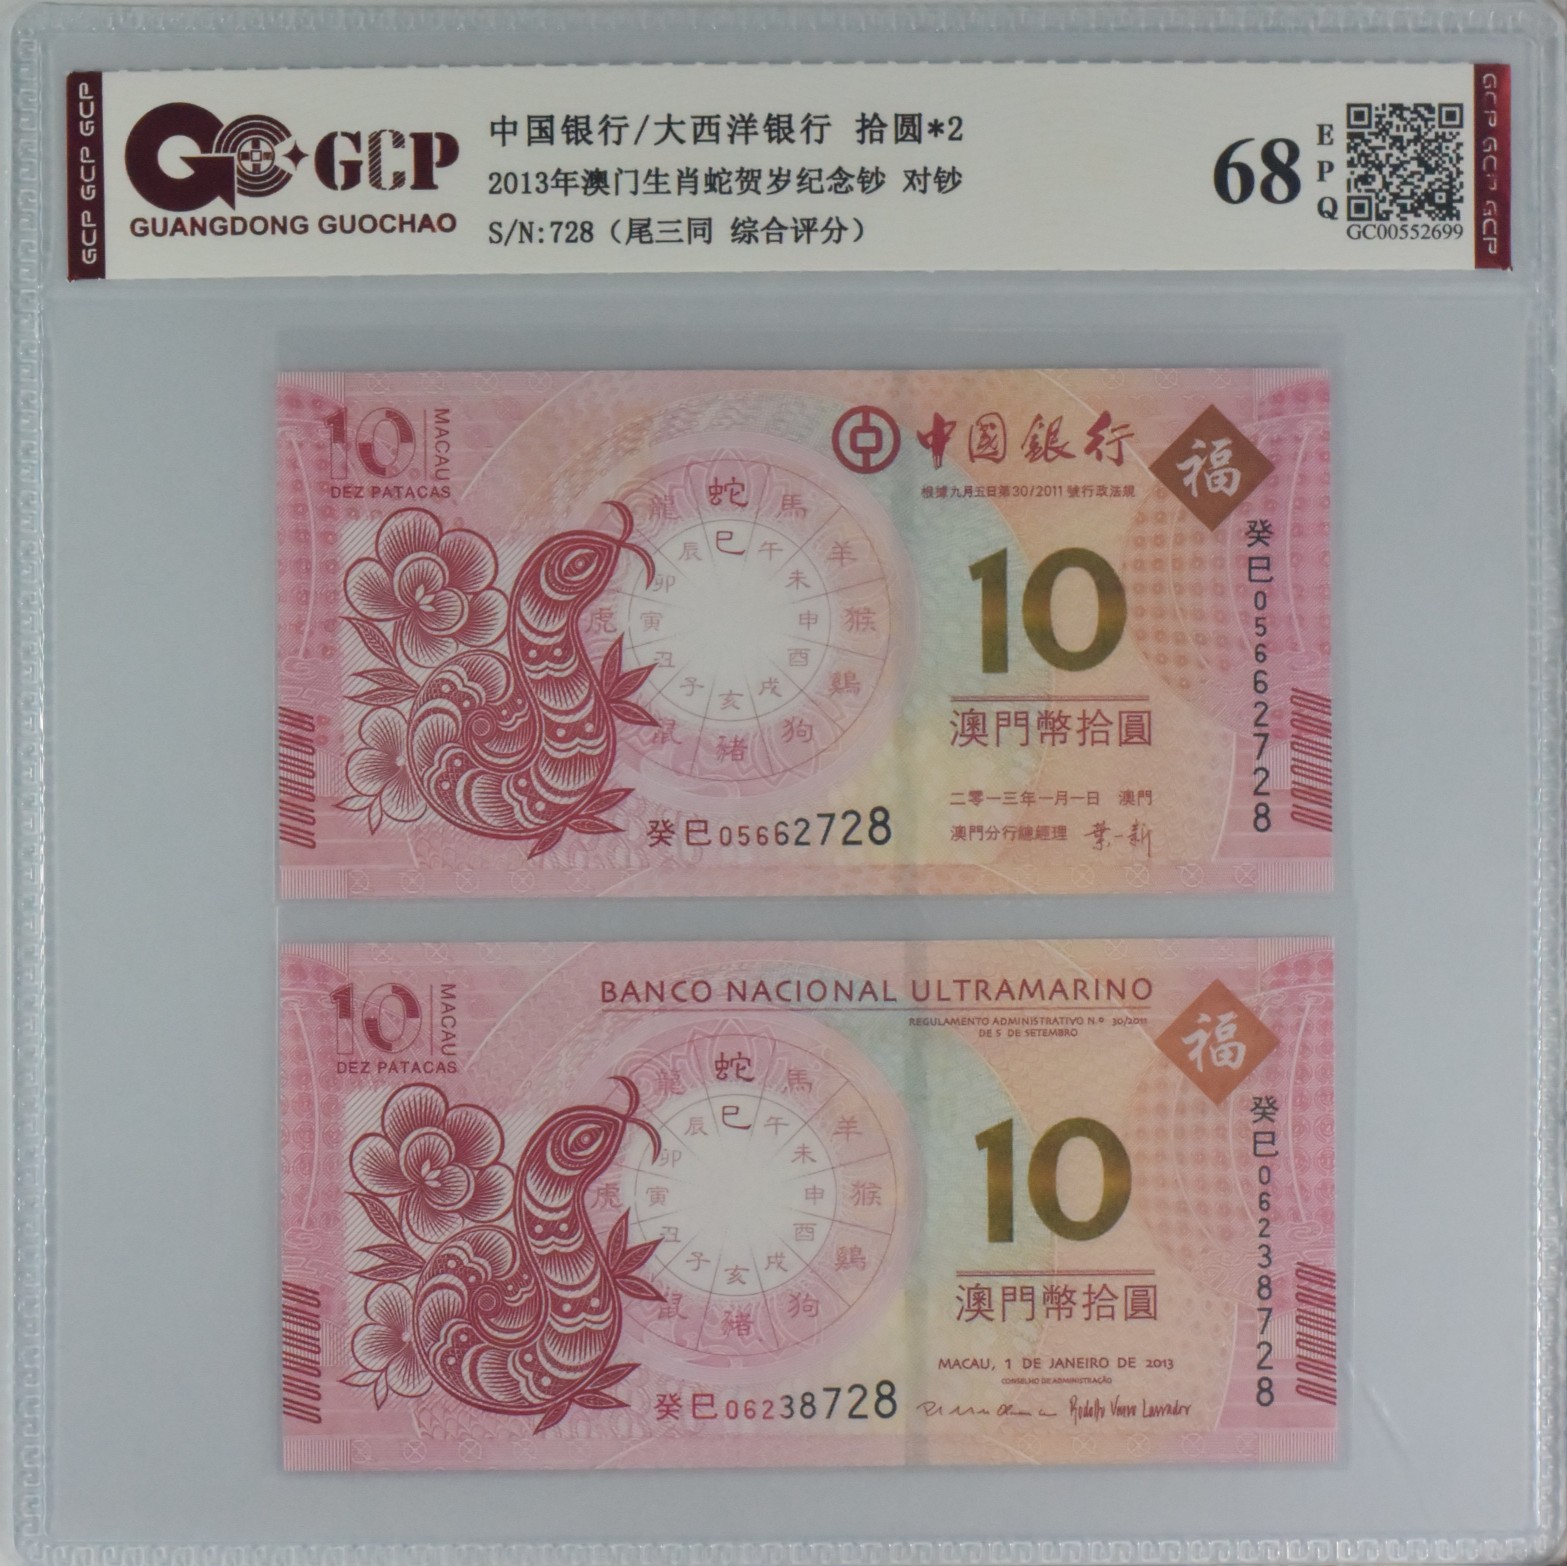 GCP GCP GCP
GCP
GUANGDONG GUOCHAO
中国银行/大西洋银行 拾圆*2
2013年澳门生肖蛇贺岁纪念钞 对钞
S/N:728（尾三同 综合评分）
68
EPQ
GC00552699
GCP GCP GCP
10
MACAU
DEZ PATACAS
中國銀行
根據九月五日第30/2011號行政法規
福
蛇 馬 羊 猴 鷄 狗 豬 鼠 虎 龍
巳 午 未 申 酉 戌 亥 子 丑 寅 卯 辰
10
澳門幣拾圓
二零一三年一月一日 澳門
澳門分行總經理 葉一新
癸巳05662728
癸巳05662728
10
MACAU
DEZ PATACAS
BANCO NACIONAL ULTRAMARINO
REGULAMENTO ADMINISTRATIVO N.º 30/2011
DE 5 DE SETEMBRO
福
蛇 馬 羊 猴 鷄 狗 豬 鼠 虎 龍
巳 午 未 申 酉 戌 亥 子 丑 寅 卯 辰
10
澳門幣拾圓
MACAU, 1 DE JANEIRO DE 2013
CONSELHO DE ADMINISTRAÇÃO
癸巳06238728
癸巳06238728